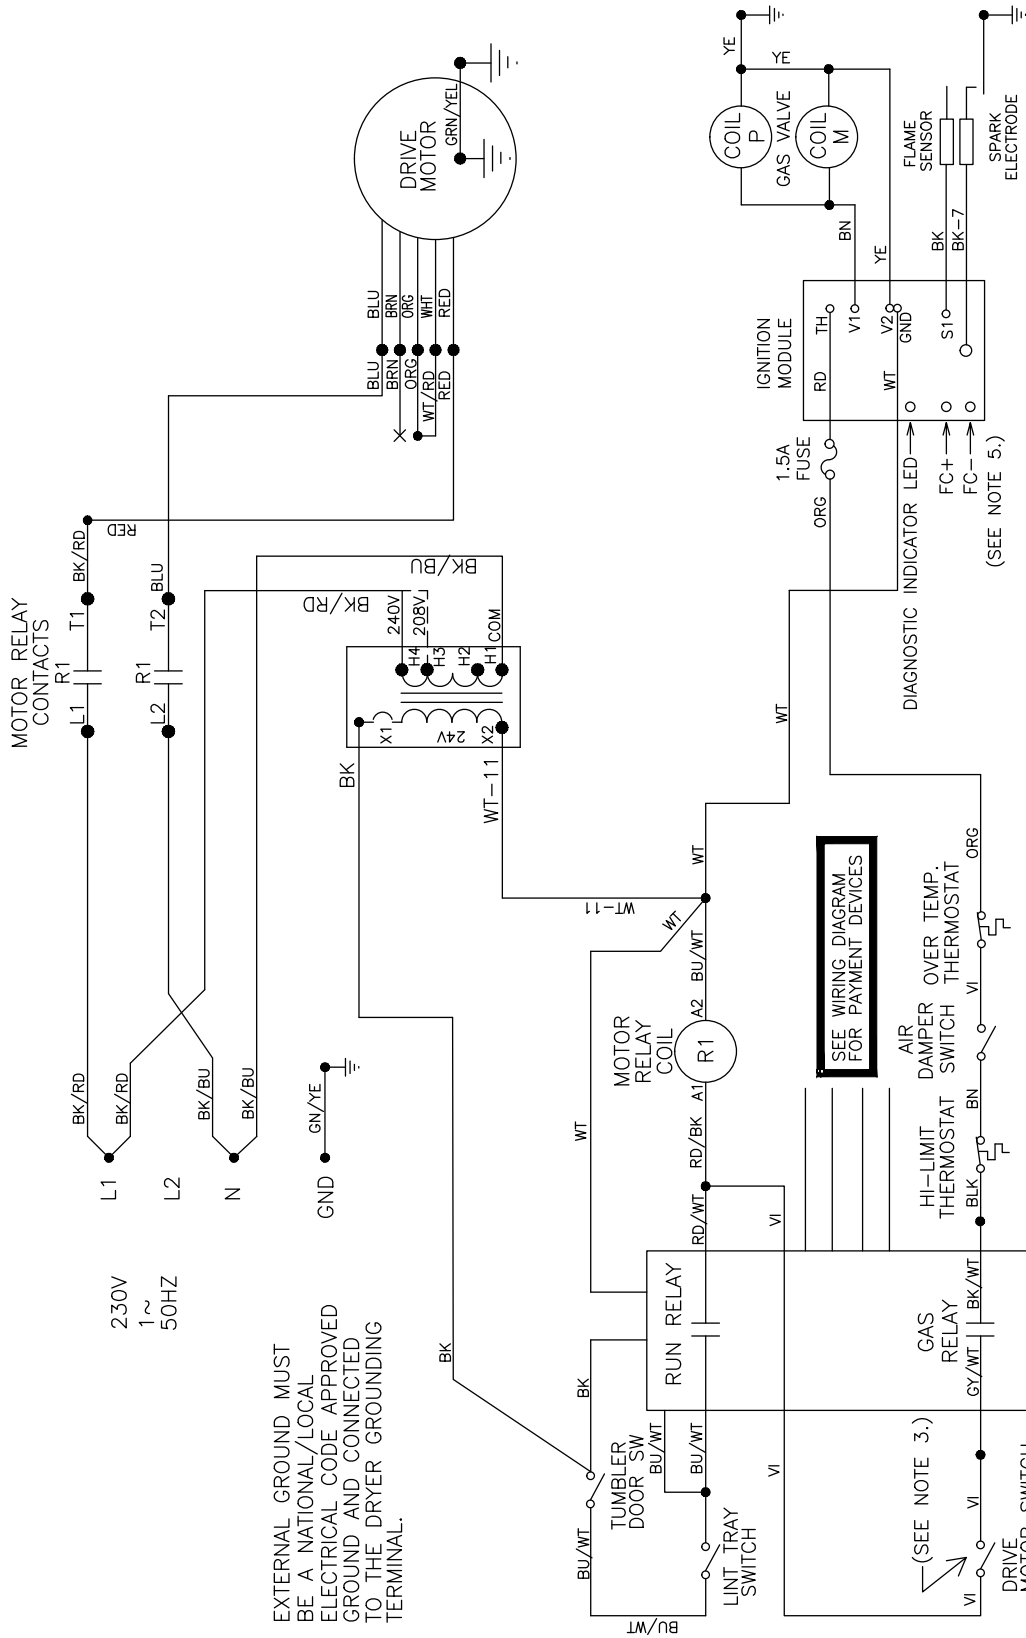 MOTOR RELAY
CONTACTS
L1
R1
T1
BK/RD
RED
L2
R1
T2
BLU
BLU
BRN
ORG
WT/RD
RED
BLU
BRN
ORG
WHT
RED
DRIVE
MOTOR
GRN/YEL
BK/RD
BK/RD
BK/BU
BK/BU
L1
L2
N
GND
GN/YE
230V
1~
50HZ
BK/RD
BK/BU
240V
208V
H4
H3
H2
H1
COM
X1
24V
X2
BK
WT-11
WT-11
EXTERNAL GROUND MUST
BE A NATIONAL/LOCAL
ELECTRICAL CODE APPROVED
GROUND AND CONNECTED
TO THE DRYER GROUNDING
TERMINAL.
BK
BK
TUMBLER
DOOR SW
BU/WT
BU/WT
LINT TRAY
SWITCH
BU/WT
BU/WT
RUN RELAY
RD/WT
RD/BK
A1
R1
A2
BU/WT
MOTOR
RELAY
COIL
WT
WT
WT
WT
VI
VI
SEE WIRING DIAGRAM
FOR PAYMENT DEVICES
(SEE NOTE 3.)
VI
DRIVE
MOTOR SWITCH
VI
GY/WT
GAS
RELAY
BK/WT
BLK
HI-LIMIT
THERMOSTAT
BN
AIR
DAMPER
SWITCH
VI
OVER TEMP.
THERMOSTAT
ORG
ORG
1.5A
FUSE
IGNITION
MODULE
RD
TH
V1
V2
GND
WT
S1
DIAGNOSTIC INDICATOR LED
FC+
FC-
(SEE NOTE 5.)
BN
YE
BK
BK-7
YE
YE
COIL
P
GAS VALVE
COIL
M
FLAME
SENSOR
SPARK
ELECTRODE